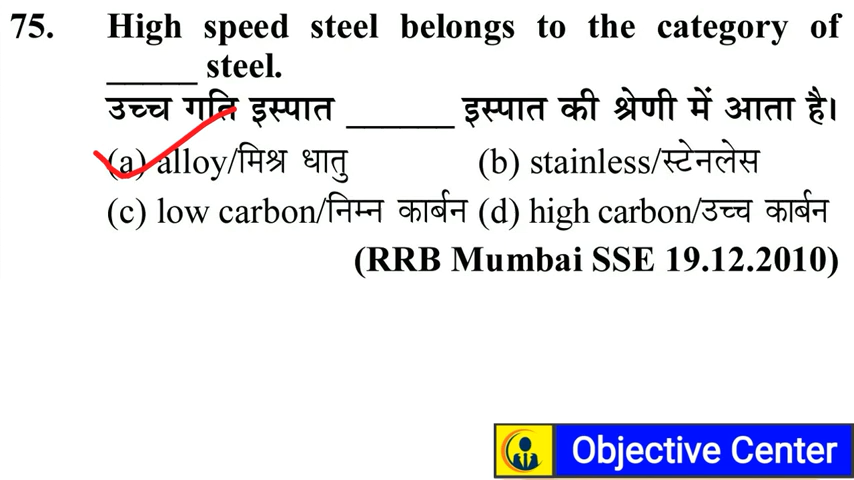 75. High speed steel belongs to the category of
_____ steel.
उच्च गति इस्पात ______ इस्पात की श्रेणी में आता है।
(a) alloy/मिश्र धातु (b) stainless/स्टेनलेस
(c) low carbon/निम्न कार्बन (d) high carbon/उच्च कार्बन
(RRB Mumbai SSE 19.12.2010)
Objective Center